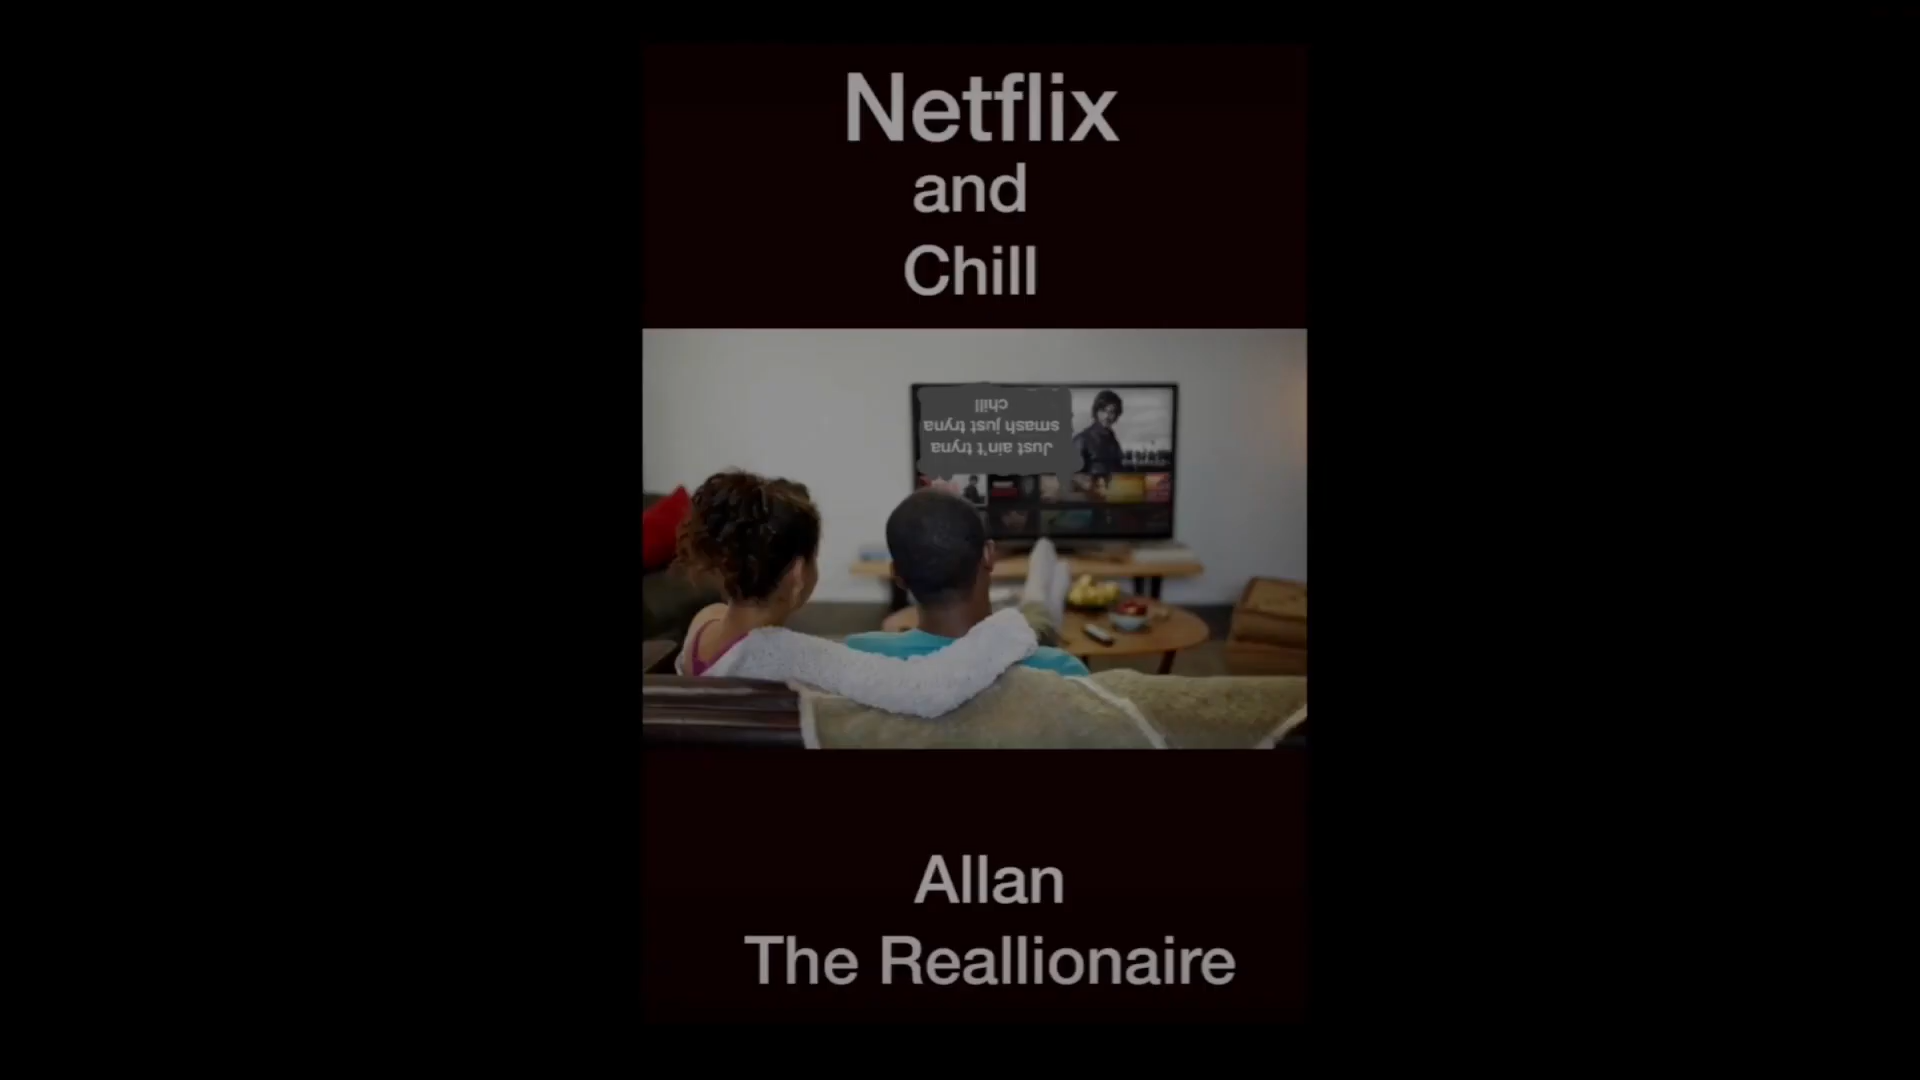 Netflix
and
Chill
Just ain't tryna
smash just tryna
chill
Allan
The Reallionaire